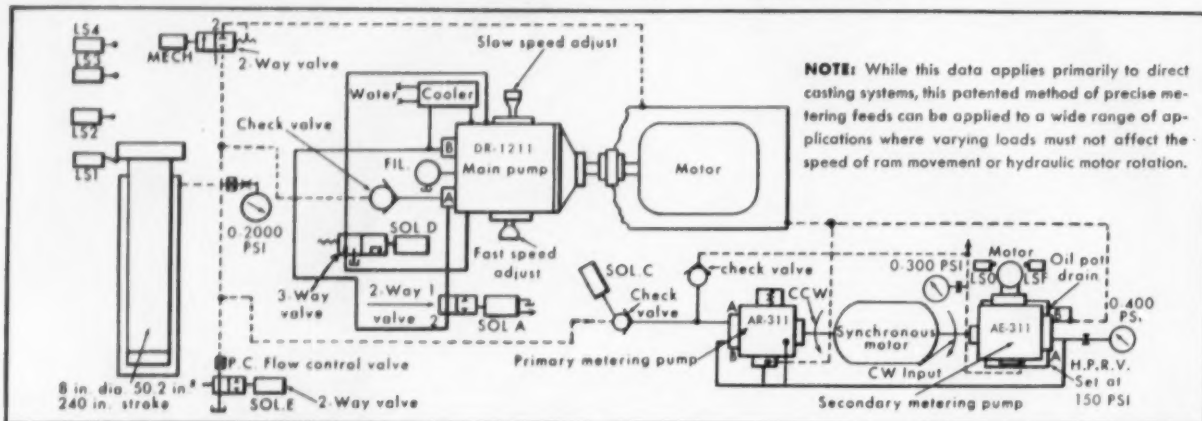 LS4
LS3
LS2
LS1
MECH
2
1
2-Way valve
Slow speed adjust
Water
Cooler
Check valve
FIL.
B
A
DR-1211
Main pump
Motor
NOTE: While this data applies primarily to direct
casting systems, this patented method of precise me-
tering feeds can be applied to a wide range of ap-
plications where varying loads must not affect the
speed of ram movement or hydraulic motor rotation.
0-2000
PSI
SOL D
3-Way
valve
Fast speed
adjust
2-Way 1
valve
2
SOL A
SOL.C
Check
valve
check valve
A
B
AR-311
CCW
Primary metering pump
Synchronous
motor
CW Input
0-300 PSI
Motor
LSO
LSF
Oil pot
drain
AE-311
B
A
0-400
PS.
H.P.R.V.
Set at
150 PSI
Secondary metering pump
P.C. Flow control valve
8 in. dia. 50.2 in.²
240 in. stroke
SOL.E
2-Way valve